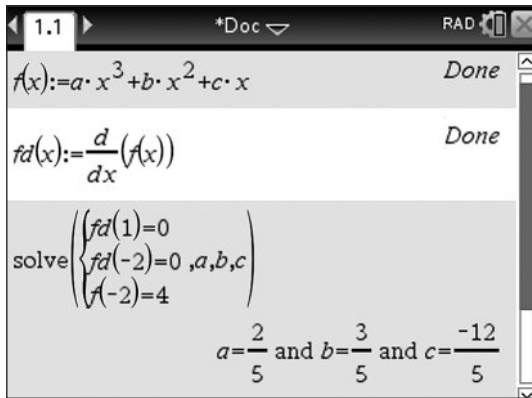 1.1 *Doc RAD
f(x):=a·x^3+b·x^2+c·x Done
fd(x):=d/dx(f(x)) Done
solve({fd(1)=0
fd(-2)=0 ,a,b,c)
f(-2)=4
a=2/5 and b=3/5 and c=-12/5